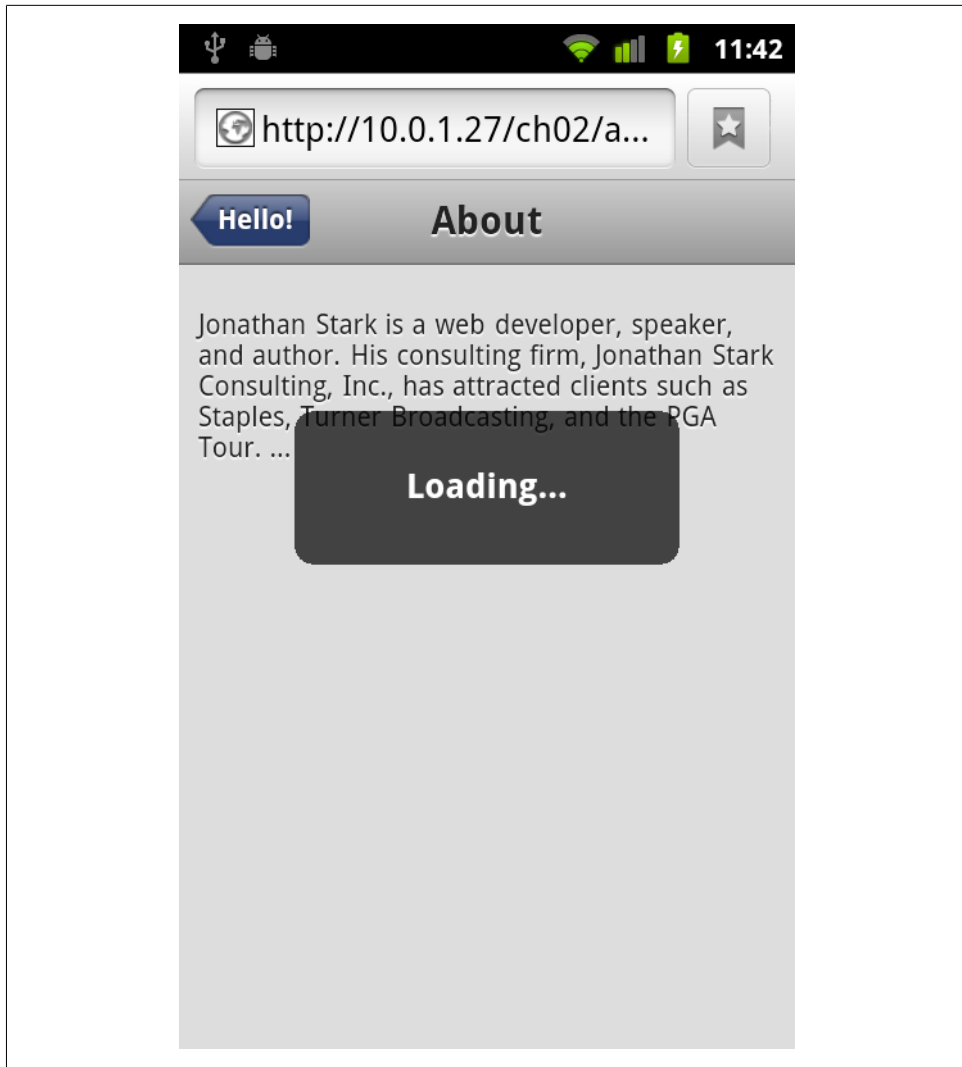 11:42
http://10.0.1.27/ch02/a...
Hello!
About
Jonathan Stark is a web developer, speaker,
and author. His consulting firm, Jonathan Stark
Consulting, Inc., has attracted clients such as
Staples, Turner Broadcasting, and the PGA
Tour. ...
Loading...